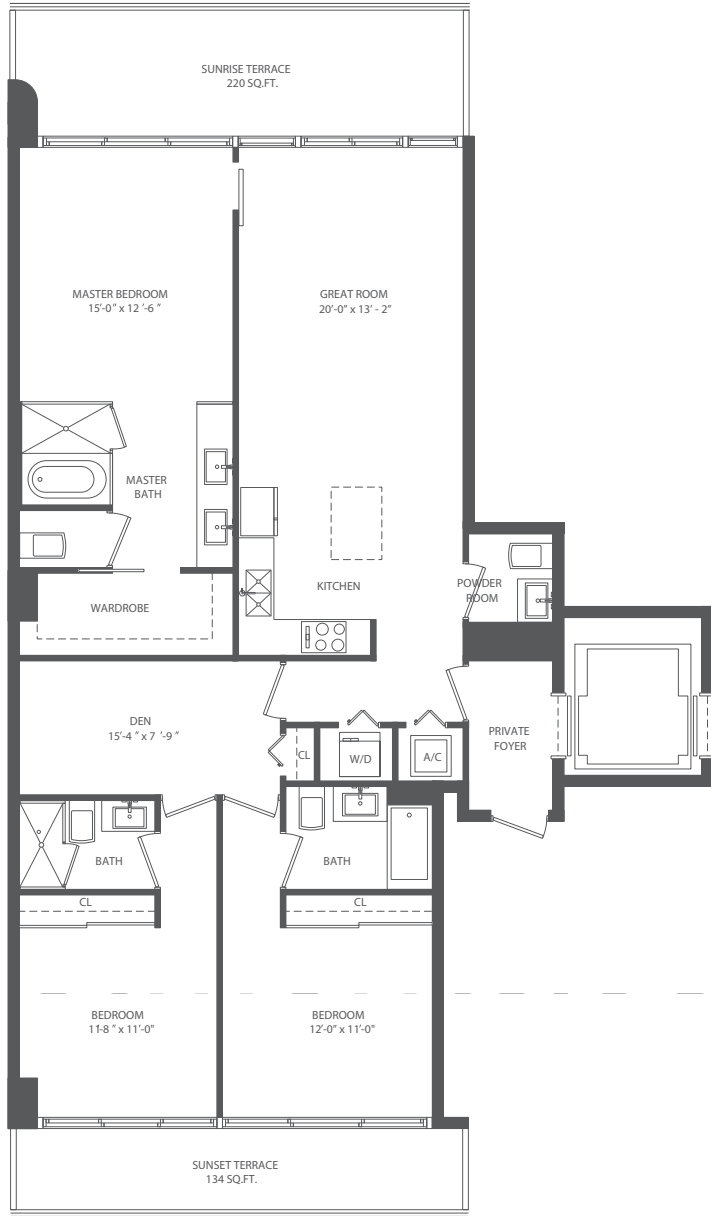 SUNRISE TERRACE
220 SQ.FT.
MASTER BEDROOM
15'-0" x 12 '-6 "
GREAT ROOM
20'-0" x 13' - 2"
MASTER
BATH
KITCHEN
POWDER
ROOM
WARDROBE
DEN
15'-4 " x 7 '-9 "
PRIVATE
FOYER
CL
W/D
A/C
BATH
BATH
CL
CL
BEDROOM
11'-8 " x 11'-0"
BEDROOM
12'-0" x 11'-0"
SUNSET TERRACE
134 SQ.FT.